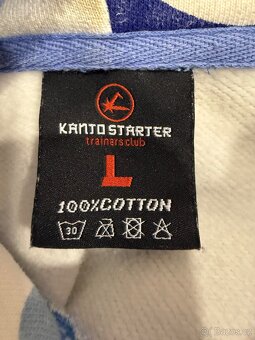 KANTO STARTER
trainers club
L
100%COTTON
30